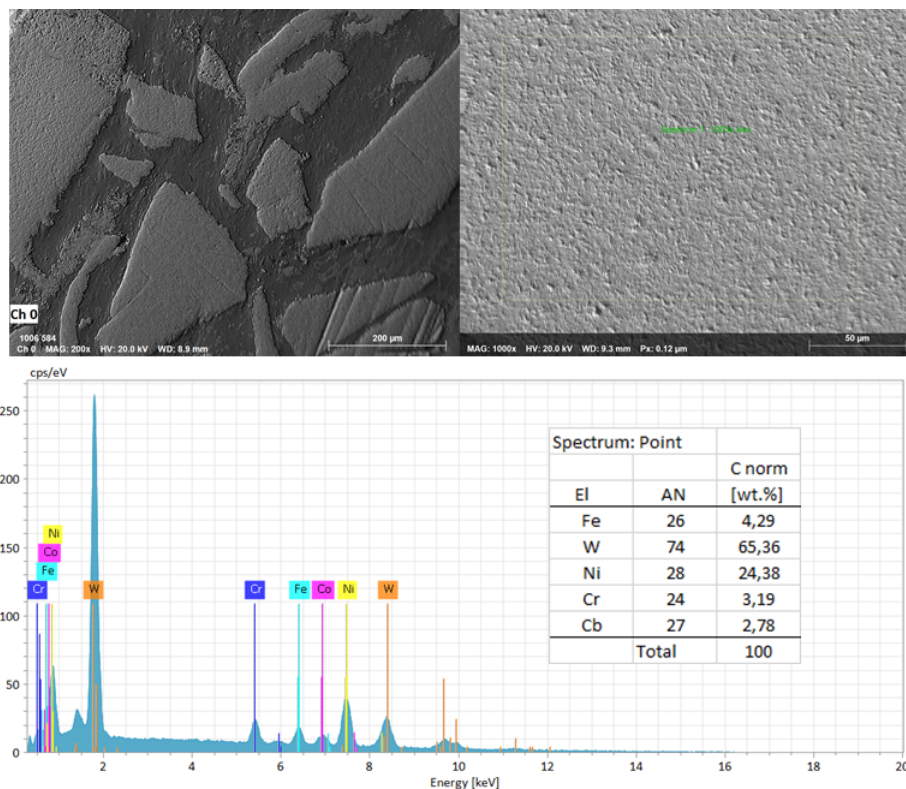 Ch 0
1006 584
Ch 0 MAG: 200x HV: 20.0 kV WD: 8.9 mm
200 µm
MAG: 1000x HV: 20.0 kV WD: 9.3 mm Px: 0.12 µm
50 µm
cps/eV
250
200
150
100
50
0
Ni
Co
Fe
Cr
W
Cr
Fe
Co
Ni
W
Spectrum: Point
C norm
El AN [wt.%]
Fe 26 4,29
W 74 65,36
Ni 28 24,38
Cr 24 3,19
Cb 27 2,78
Total 100
0 2 4 6 8 10 12 14 16 18 20
Energy [keV]